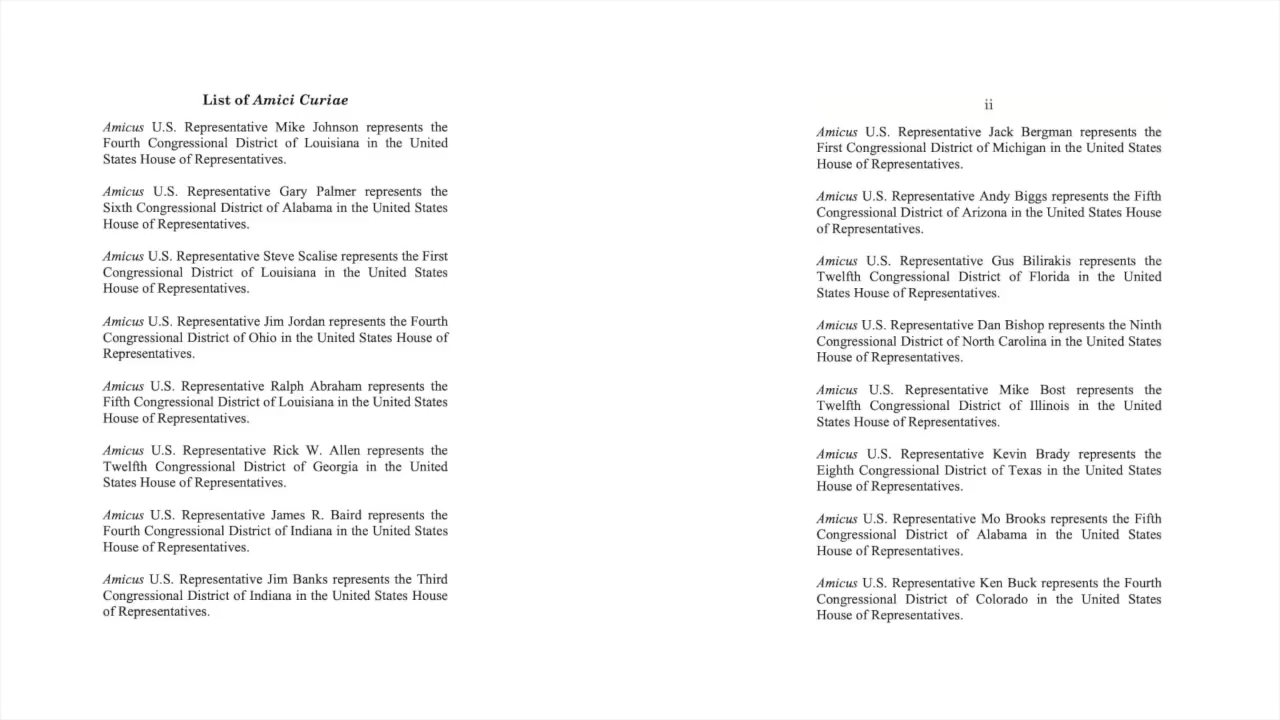 List of Amici Curiae
Amicus U.S. Representative Mike Johnson represents the
Fourth Congressional District of Louisiana in the United
States House of Representatives.
Amicus U.S. Representative Gary Palmer represents the
Sixth Congressional District of Alabama in the United States
House of Representatives.
Amicus U.S. Representative Steve Scalise represents the First
Congressional District of Louisiana in the United States
House of Representatives.
Amicus U.S. Representative Jim Jordan represents the Fourth
Congressional District of Ohio in the United States House of
Representatives.
Amicus U.S. Representative Ralph Abraham represents the
Fifth Congressional District of Louisiana in the United States
House of Representatives.
Amicus U.S. Representative Rick W. Allen represents the
Twelfth Congressional District of Georgia in the United
States House of Representatives.
Amicus U.S. Representative James R. Baird represents the
Fourth Congressional District of Indiana in the United States
House of Representatives.
Amicus U.S. Representative Jim Banks represents the Third
Congressional District of Indiana in the United States House
of Representatives.
ii
Amicus U.S. Representative Jack Bergman represents the
First Congressional District of Michigan in the United States
House of Representatives.
Amicus U.S. Representative Andy Biggs represents the Fifth
Congressional District of Arizona in the United States House
of Representatives.
Amicus U.S. Representative Gus Bilirakis represents the
Twelfth Congressional District of Florida in the United
States House of Representatives.
Amicus U.S. Representative Dan Bishop represents the Ninth
Congressional District of North Carolina in the United States
House of Representatives.
Amicus U.S. Representative Mike Bost represents the
Twelfth Congressional District of Illinois in the United
States House of Representatives.
Amicus U.S. Representative Kevin Brady represents the
Eighth Congressional District of Texas in the United States
House of Representatives.
Amicus U.S. Representative Mo Brooks represents the Fifth
Congressional District of Alabama in the United States
House of Representatives.
Amicus U.S. Representative Ken Buck represents the Fourth
Congressional District of Colorado in the United States
House of Representatives.